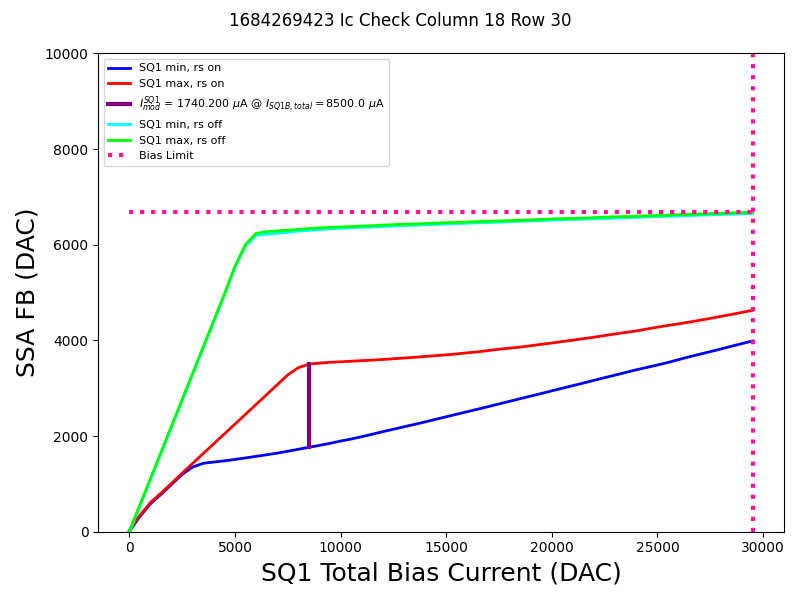 1684269423 Ic Check Column 18 Row 30
10000
8000
6000
4000
2000
0
SSA FB (DAC)
SQ1 min, rs on
SQ1 max, rs on
I_{mod}^{SQ1} = 1740.200 μA @ I_{SQ1B,total} = 8500.0 μA
SQ1 min, rs off
SQ1 max, rs off
Bias Limit
0 5000 10000 15000 20000 25000 30000
SQ1 Total Bias Current (DAC)